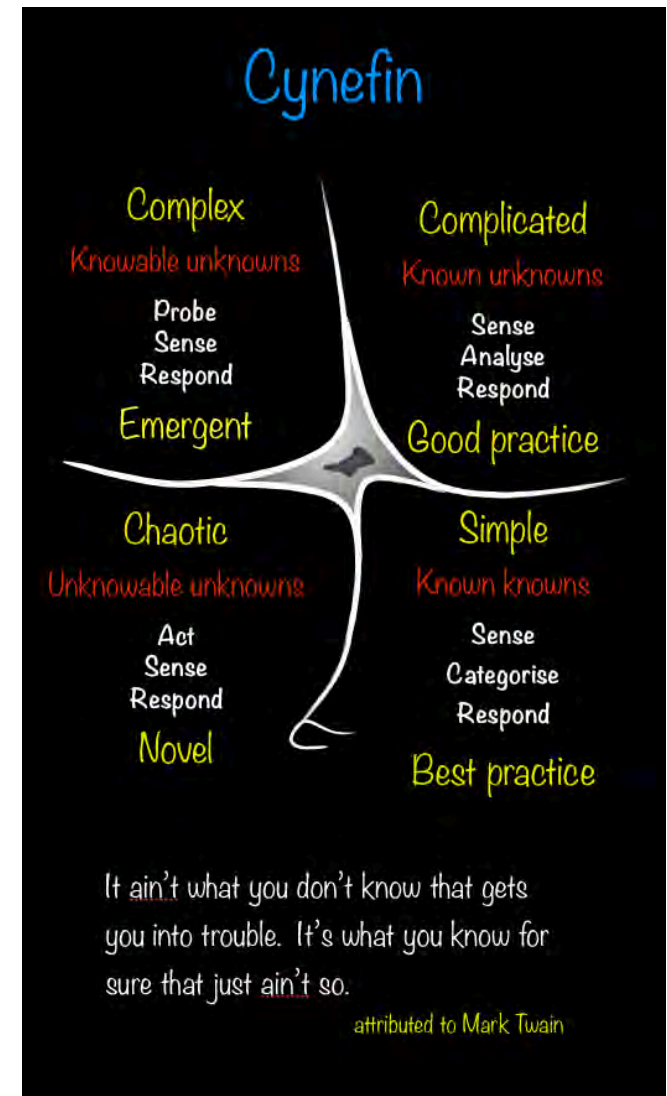 Cynefin
Complex
Knowable unknowns
Probe
Sense
Respond
Emergent
Complicated
Known unknowns
Sense
Analyse
Respond
Good practice
Chaotic
Unknowable unknowns
Act
Sense
Respond
Novel
Simple
Known knowns
Sense
Categorise
Respond
Best practice
It ain't what you don't know that gets
you into trouble.  It's what you know for
sure that just ain't so.
attributed to Mark Twain